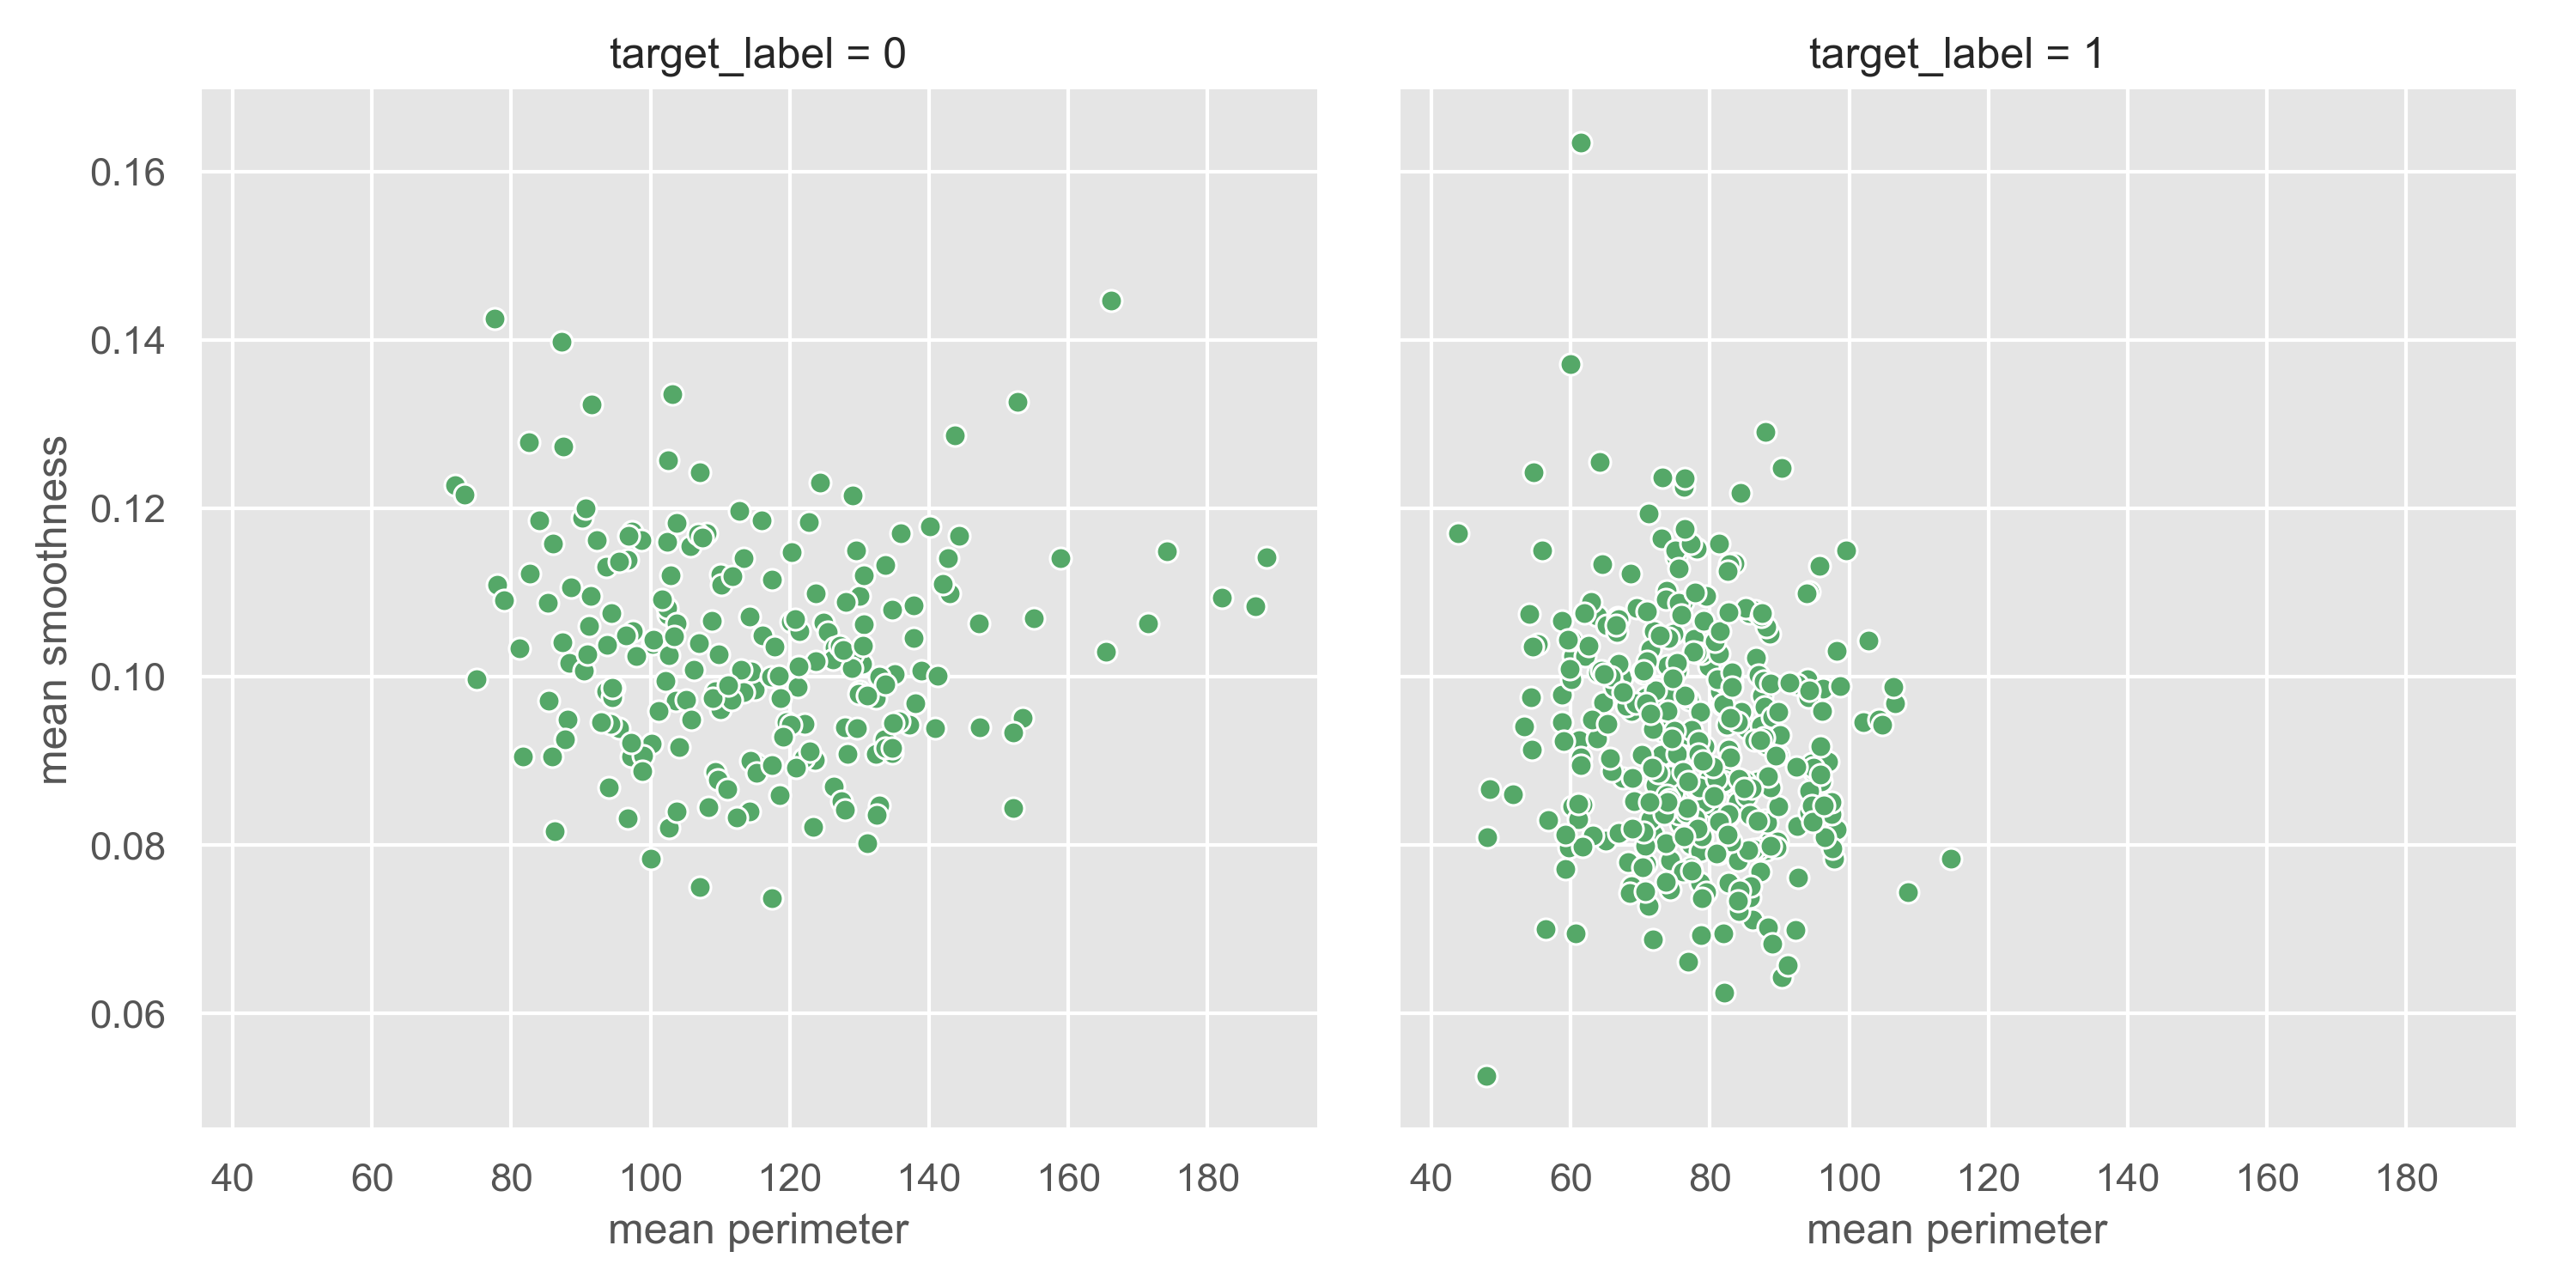 target_label = 0
target_label = 1
0.16
0.14
0.12
0.10
0.08
0.06
mean smoothness
40 60 80 100 120 140 160 180
40 60 80 100 120 140 160 180
mean perimeter
mean perimeter